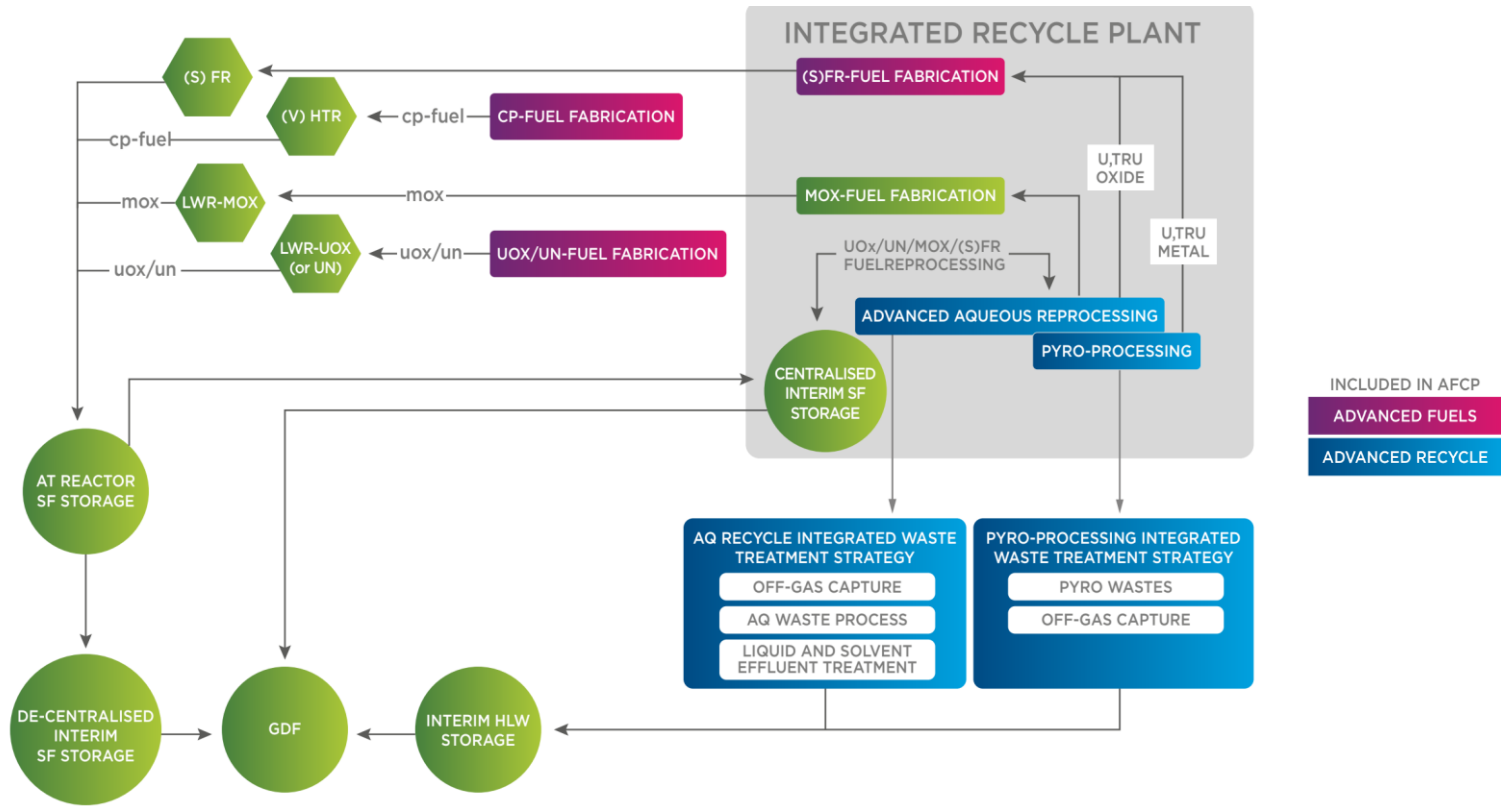 INTEGRATED RECYCLE PLANT
(S) FR
(S)FR-FUEL FABRICATION
(V) HTR
cp-fuel
CP-FUEL FABRICATION
cp-fuel
U,TRU
OXIDE
LWR-MOX
mox
mox
MOX-FUEL FABRICATION
U,TRU
METAL
LWR-UOX
(or UN)
uox/un
UOX/UN-FUEL FABRICATION
uox/un
UOx/UN/MOX/(S)FR
FUELREPROCESSING
ADVANCED AQUEOUS REPROCESSING
PYRO-PROCESSING
CENTRALISED
INTERIM SF
STORAGE
INCLUDED IN AFCP
ADVANCED FUELS
ADVANCED RECYCLE
AT REACTOR
SF STORAGE
AQ RECYCLE INTEGRATED WASTE
TREATMENT STRATEGY
OFF-GAS CAPTURE
AQ WASTE PROCESS
LIQUID AND SOLVENT
EFFLUENT TREATMENT
PYRO-PROCESSING INTEGRATED
WASTE TREATMENT STRATEGY
PYRO WASTES
OFF-GAS CAPTURE
DE-CENTRALISED
INTERIM
SF STORAGE
GDF
INTERIM HLW
STORAGE